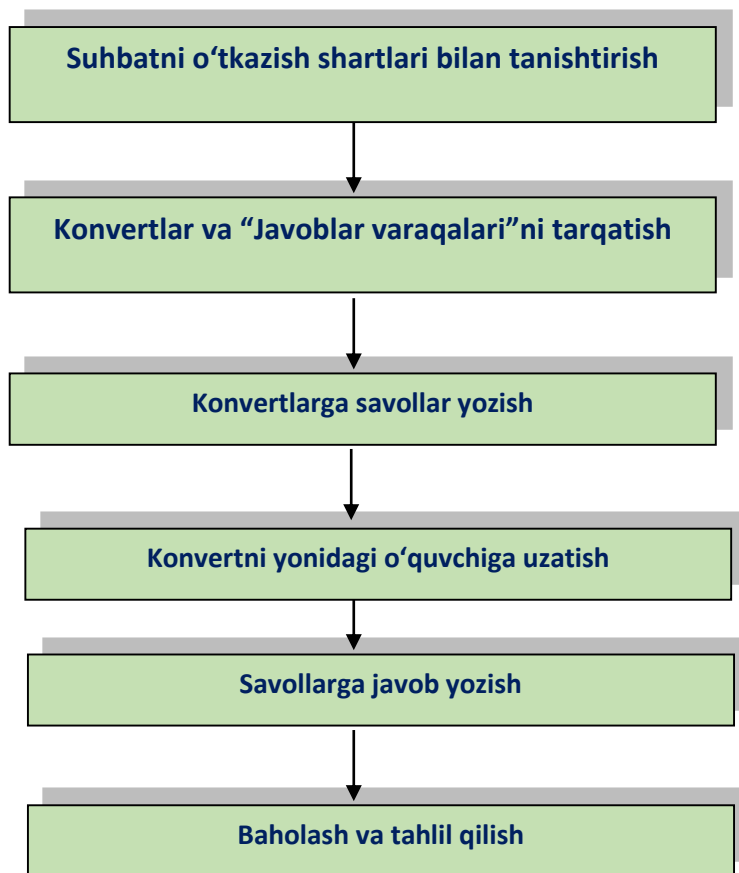 Suhbatni o‘tkazish shartlari bilan tanishtirish
Konvertlar va “Javoblar varaqalari”ni tarqatish
Konvertlarga savollar yozish
Konvertni yonidagi o‘quvchiga uzatish
Savollarga javob yozish
Baholash va tahlil qilish